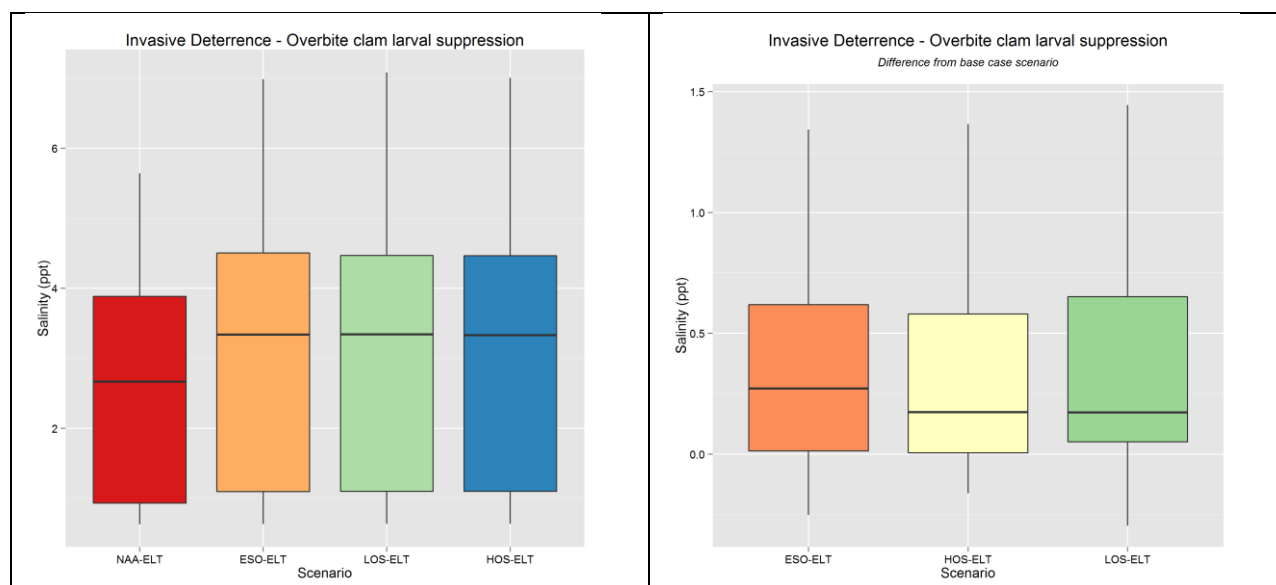 Invasive Deterrence - Overbite clam larval suppression
6
4
2
Salinity (ppt)
NAA-ELT
ESO-ELT
LOS-ELT
HOS-ELT
Scenario
Invasive Deterrence - Overbite clam larval suppression
Difference from base case scenario
1.5
1.0
0.5
0.0
Salinity (ppt)
ESO-ELT
HOS-ELT
LOS-ELT
Scenario